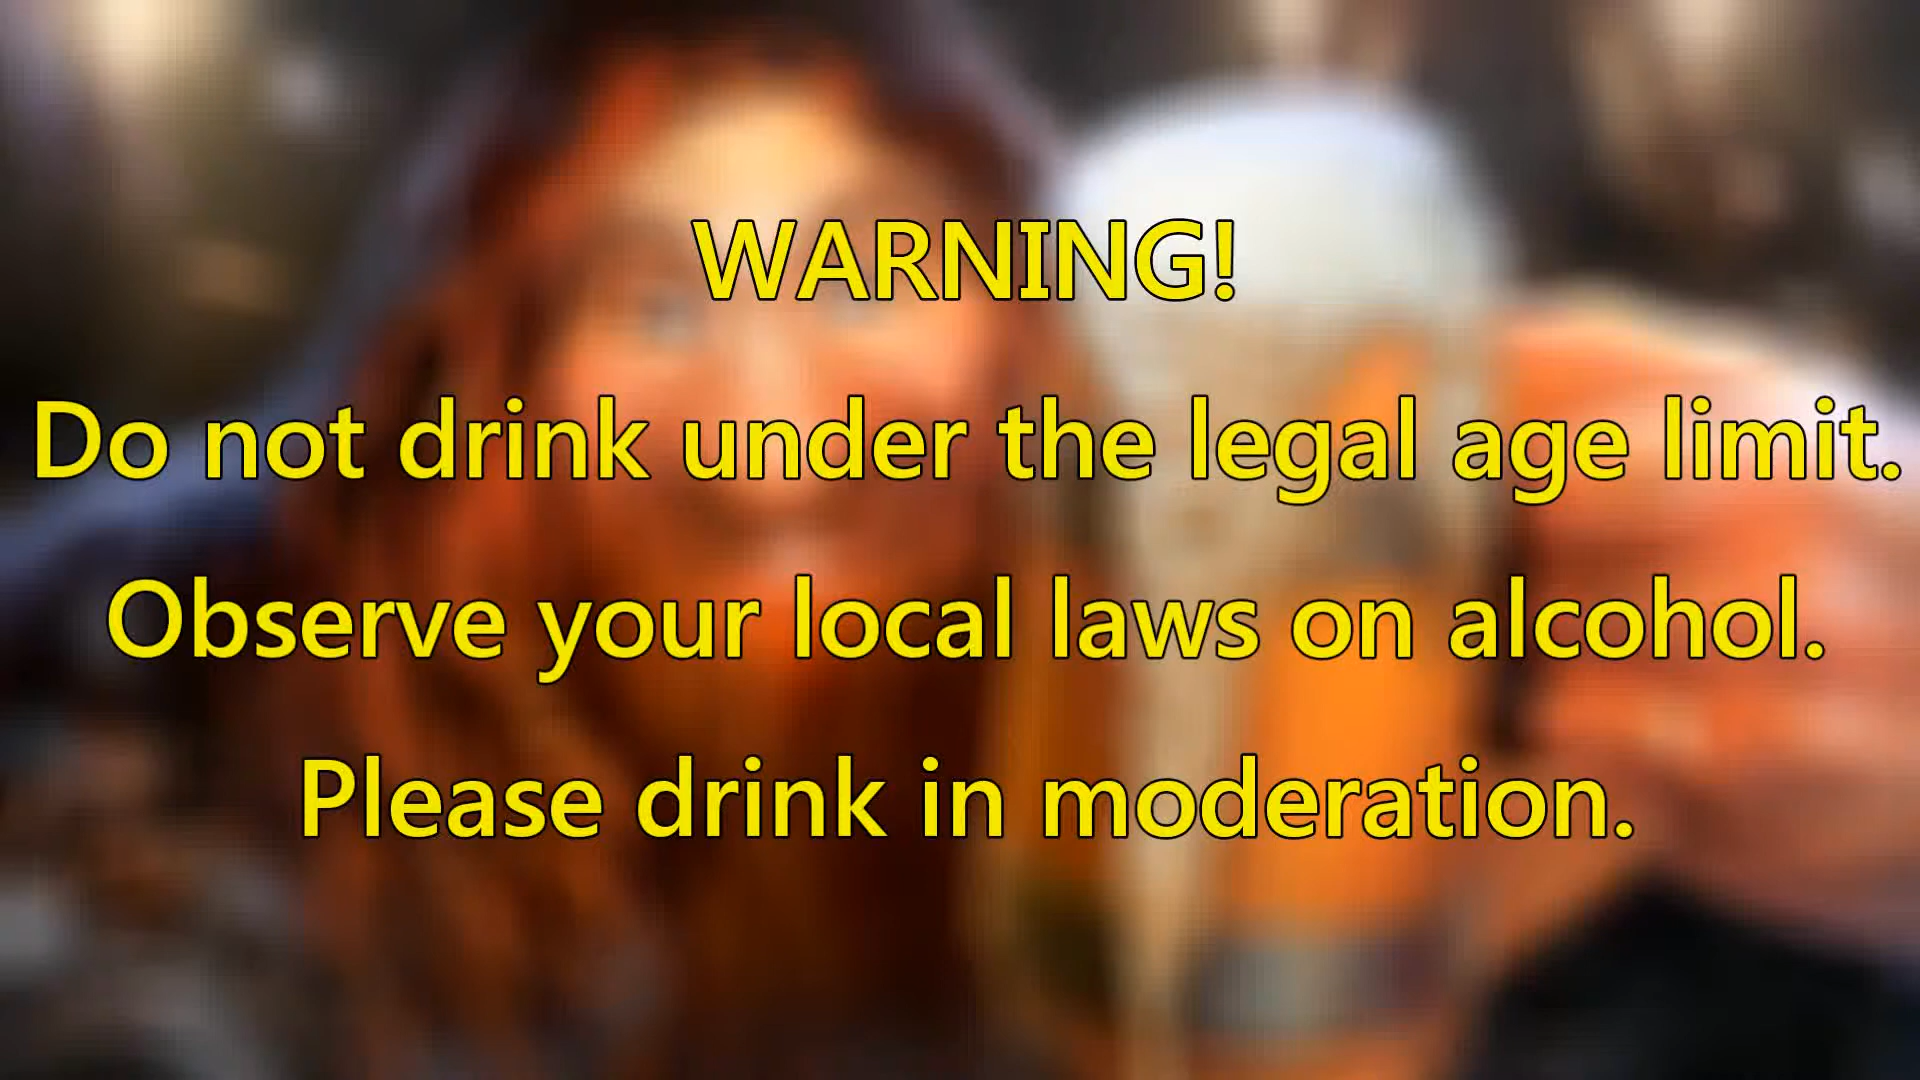 WARNING!
Do not drink under the legal age limit.
Observe your local laws on alcohol.
Please drink in moderation.